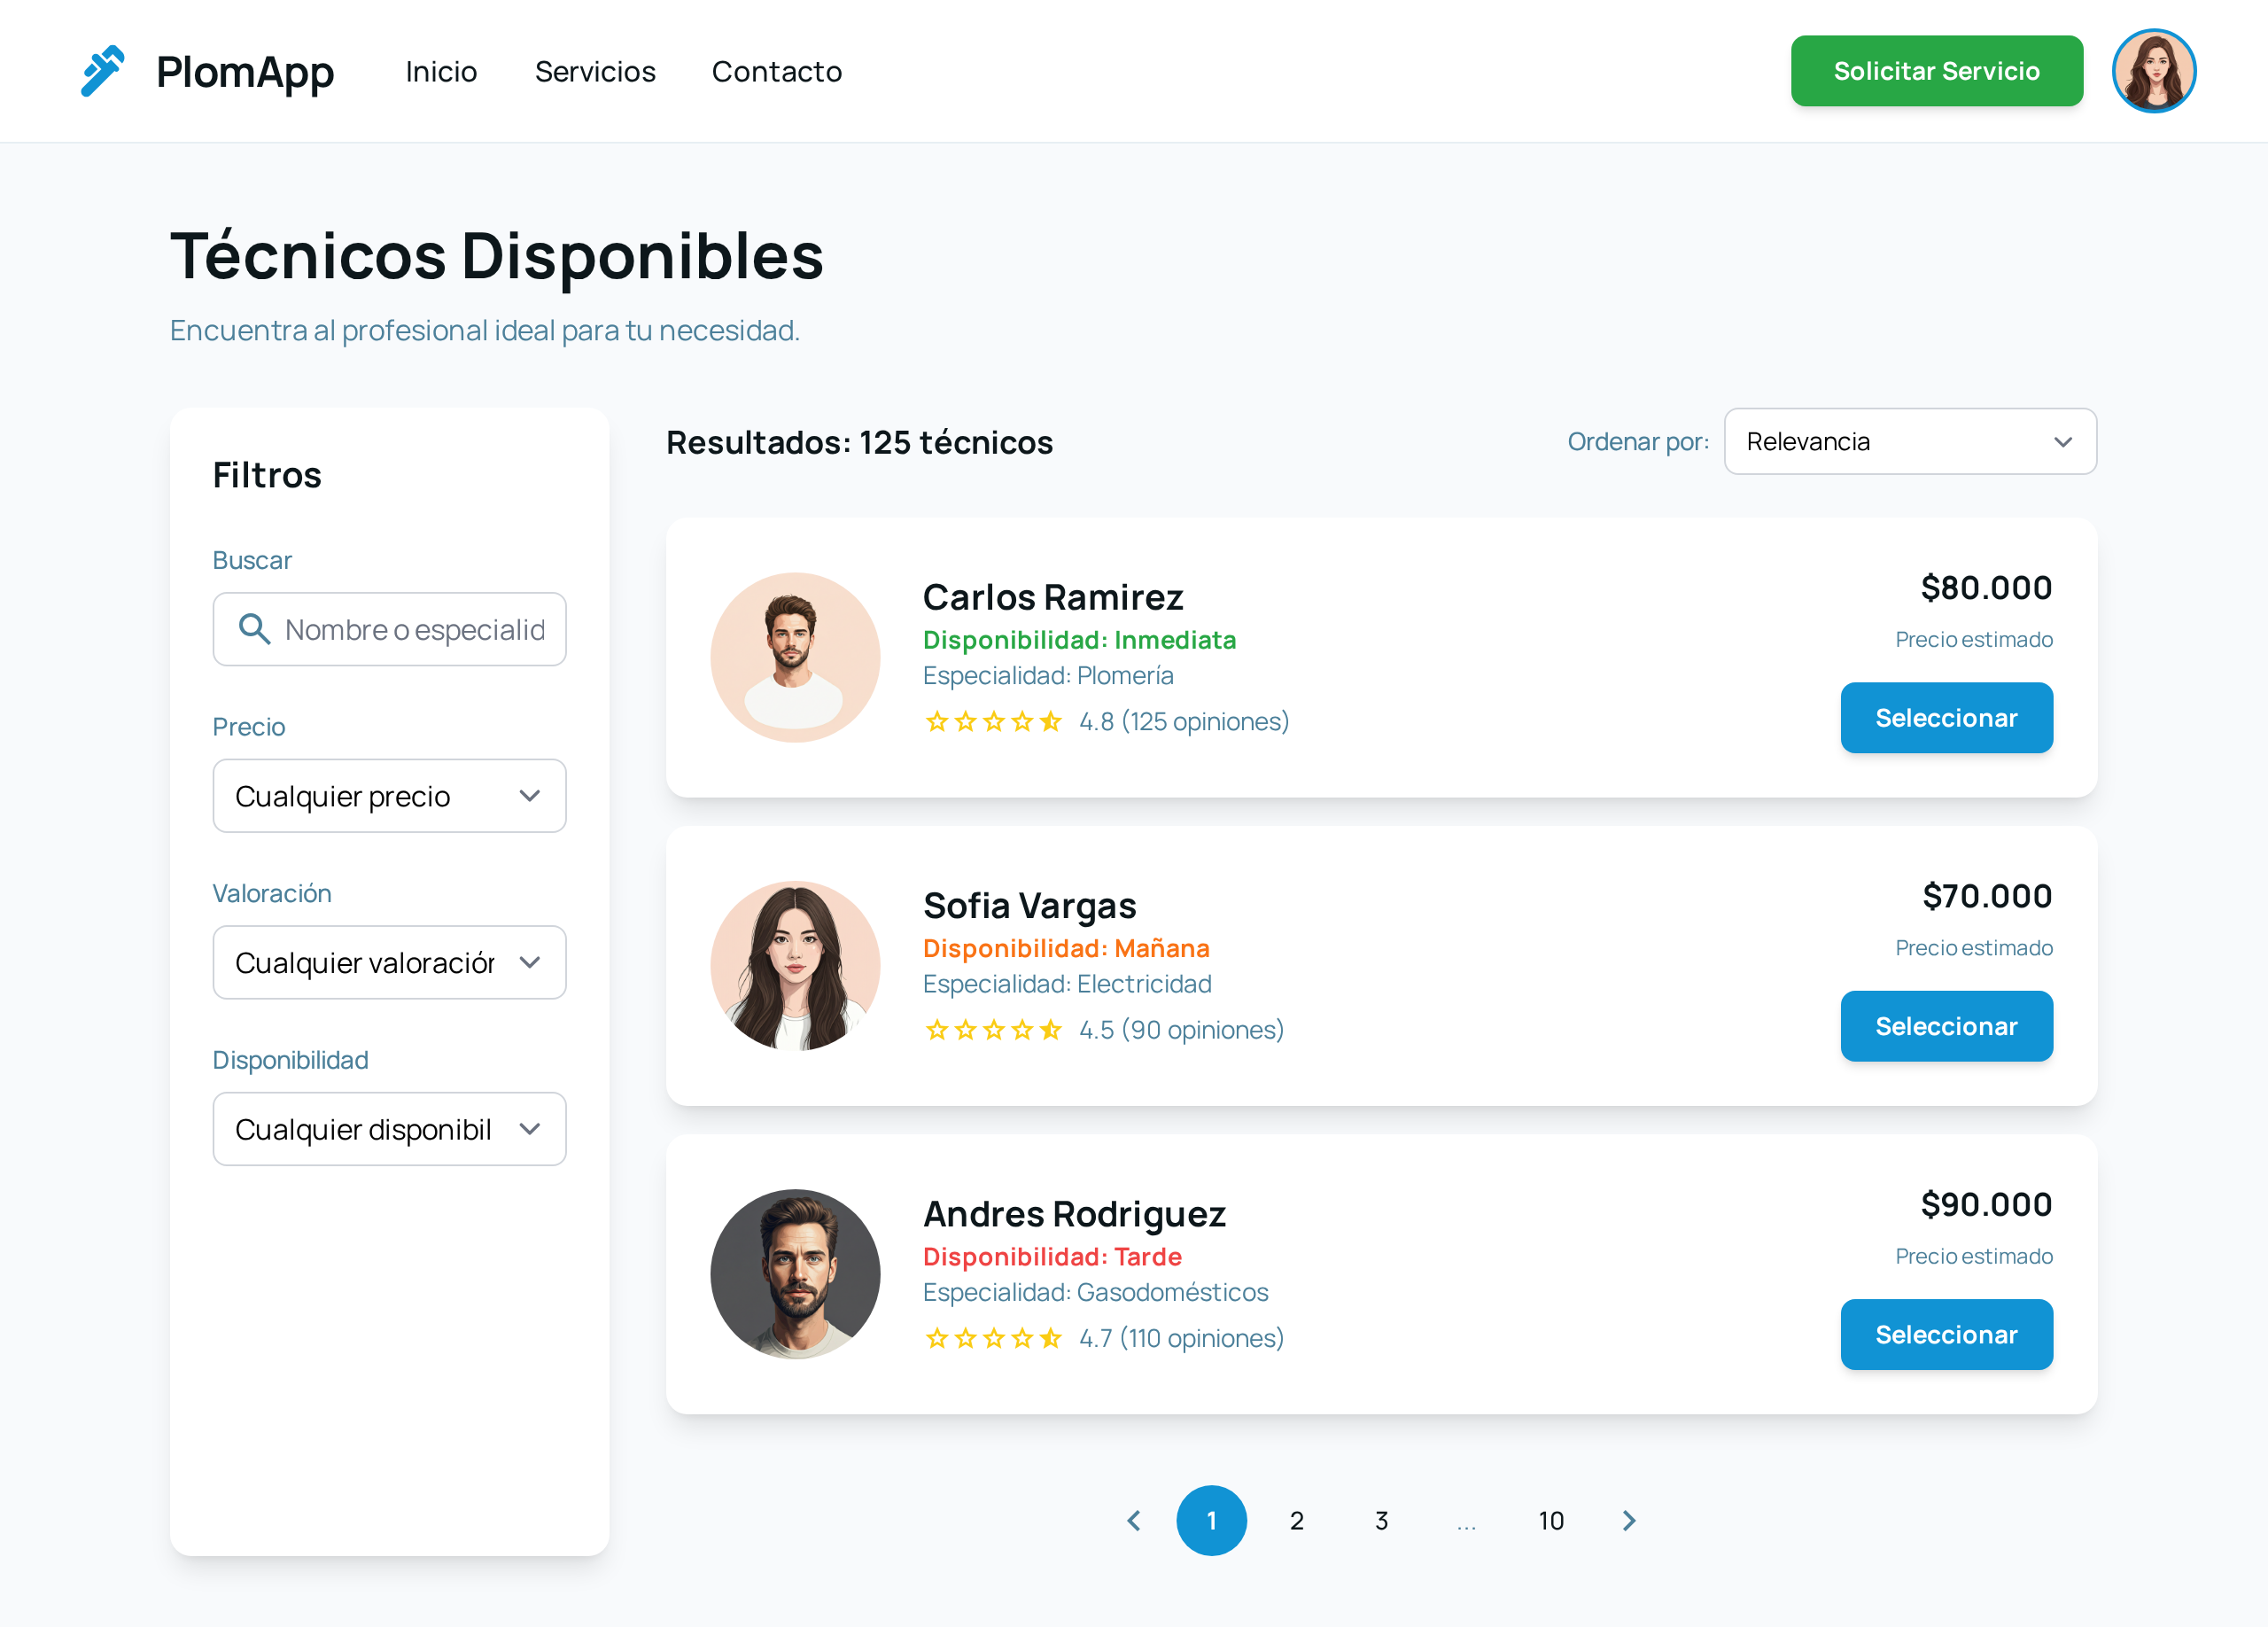 PlomApp
Inicio
Servicios
Contacto
Solicitar Servicio
Técnicos Disponibles
Encuentra al profesional ideal para tu necesidad.
Filtros
Buscar
Nombre o especialid
Precio
Cualquier precio
Valoración
Cualquier valoración
Disponibilidad
Cualquier disponibil
Resultados: 125 técnicos
Ordenar por:
Relevancia
Carlos Ramirez
Disponibilidad: Inmediata
Especialidad: Plomería
4.8 (125 opiniones)
$80.000
Precio estimado
Seleccionar
Sofia Vargas
Disponibilidad: Mañana
Especialidad: Electricidad
4.5 (90 opiniones)
$70.000
Precio estimado
Seleccionar
Andres Rodriguez
Disponibilidad: Tarde
Especialidad: Gasodomésticos
4.7 (110 opiniones)
$90.000
Precio estimado
Seleccionar
1
2
3
...
10